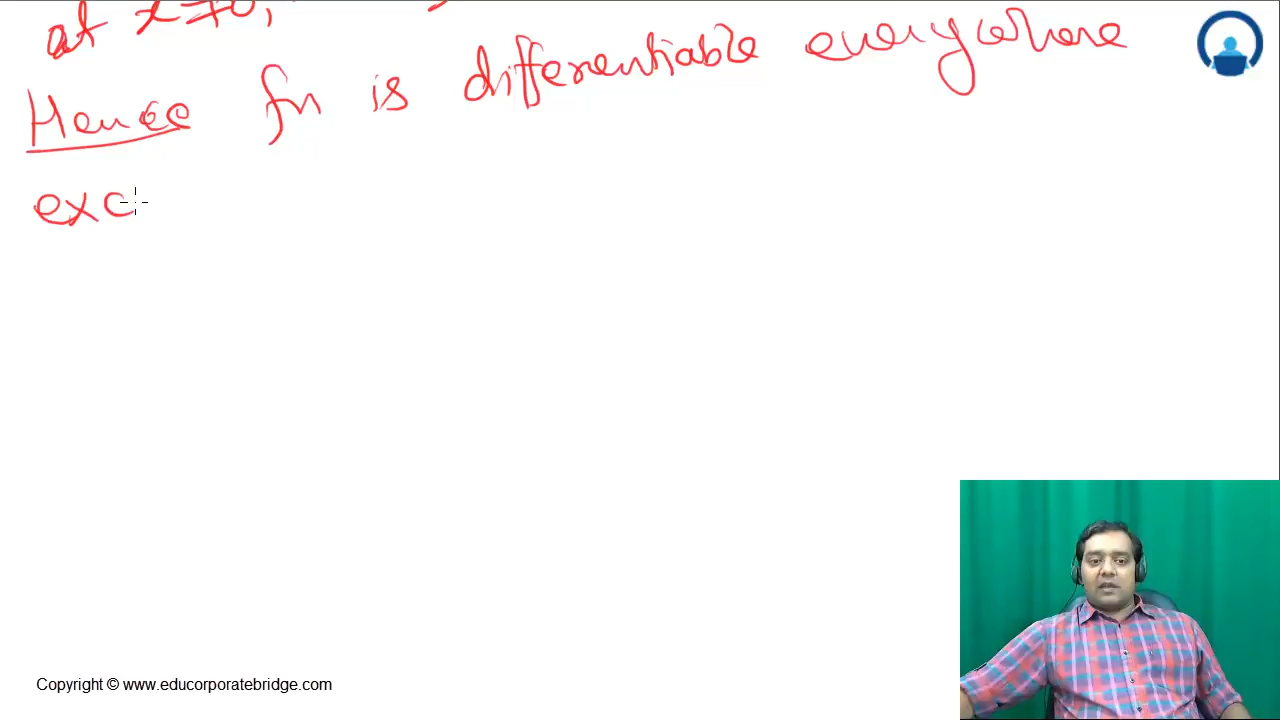 at x≠0,
Hence fn is differentiable everywhere
exc
Copyright © www.educorporatebridge.com